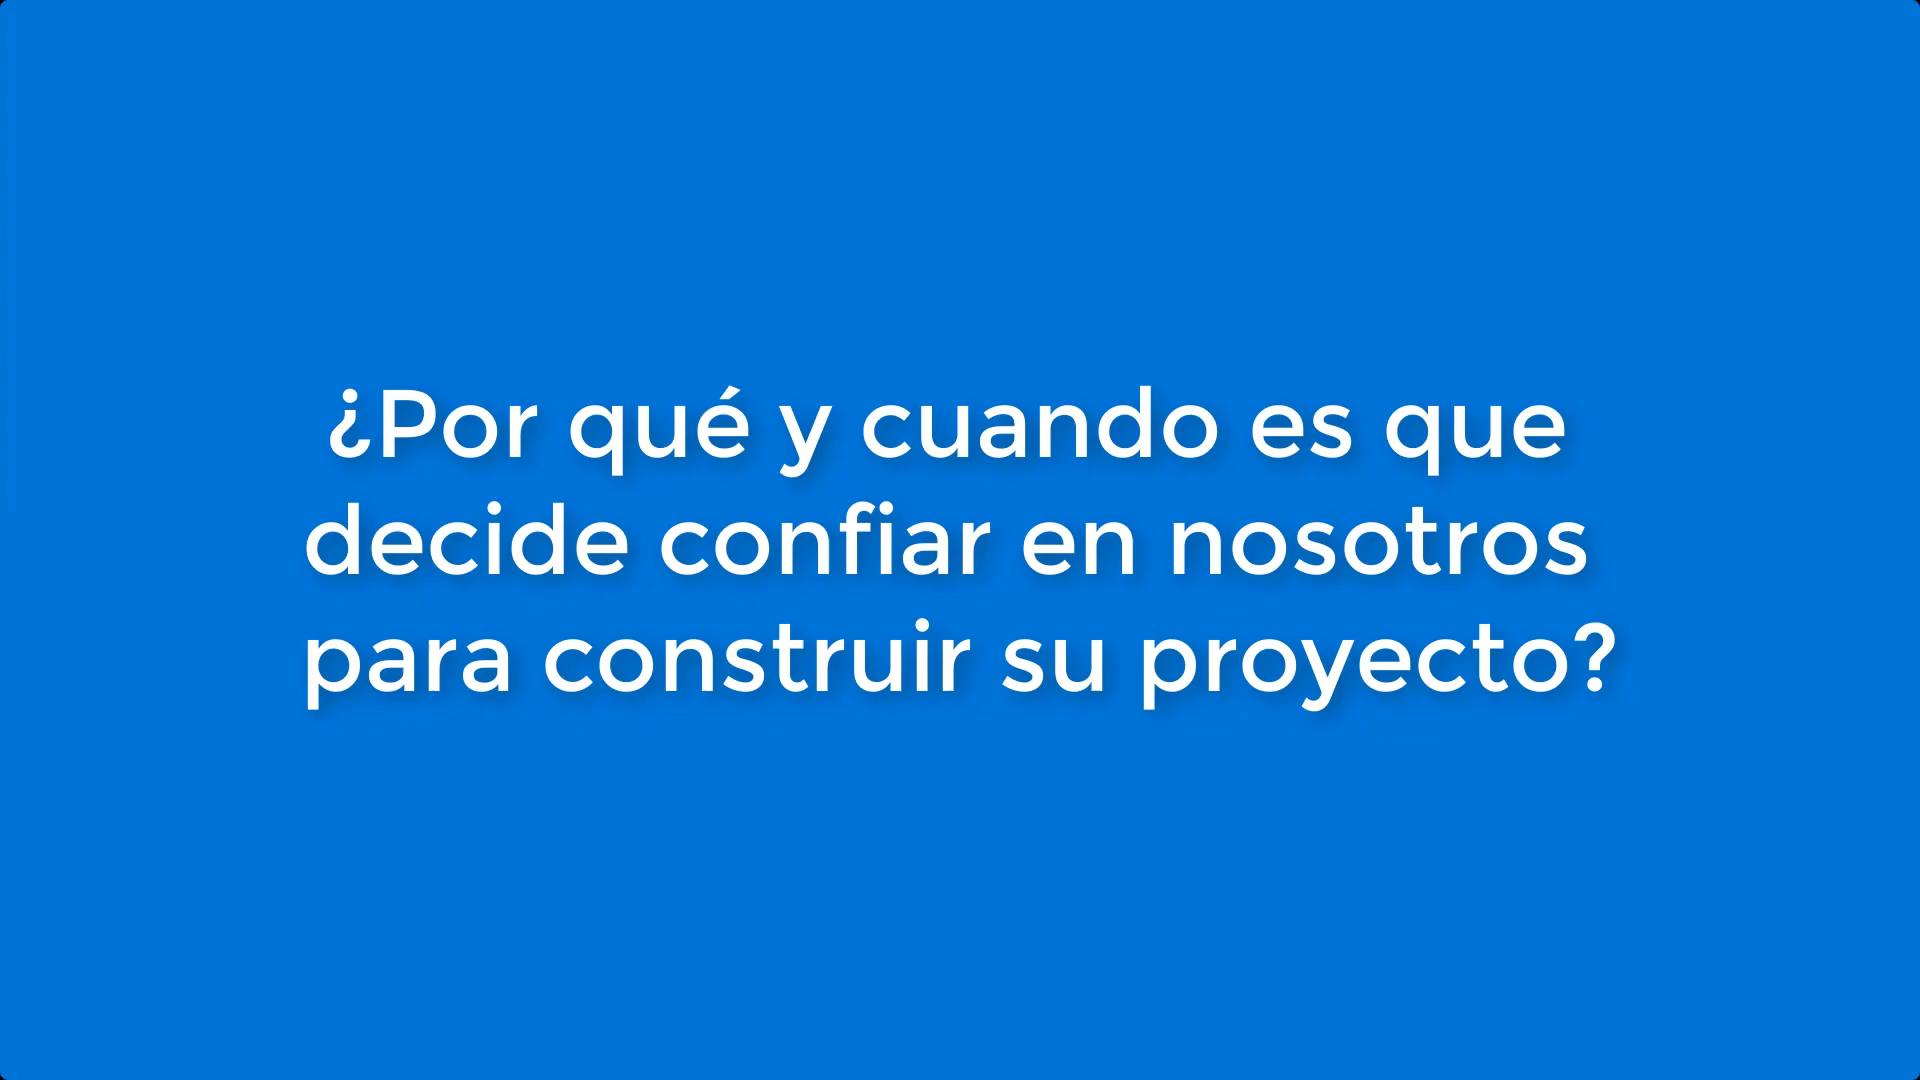 ¿Por qué y cuando es que
decide confiar en nosotros
para construir su proyecto?